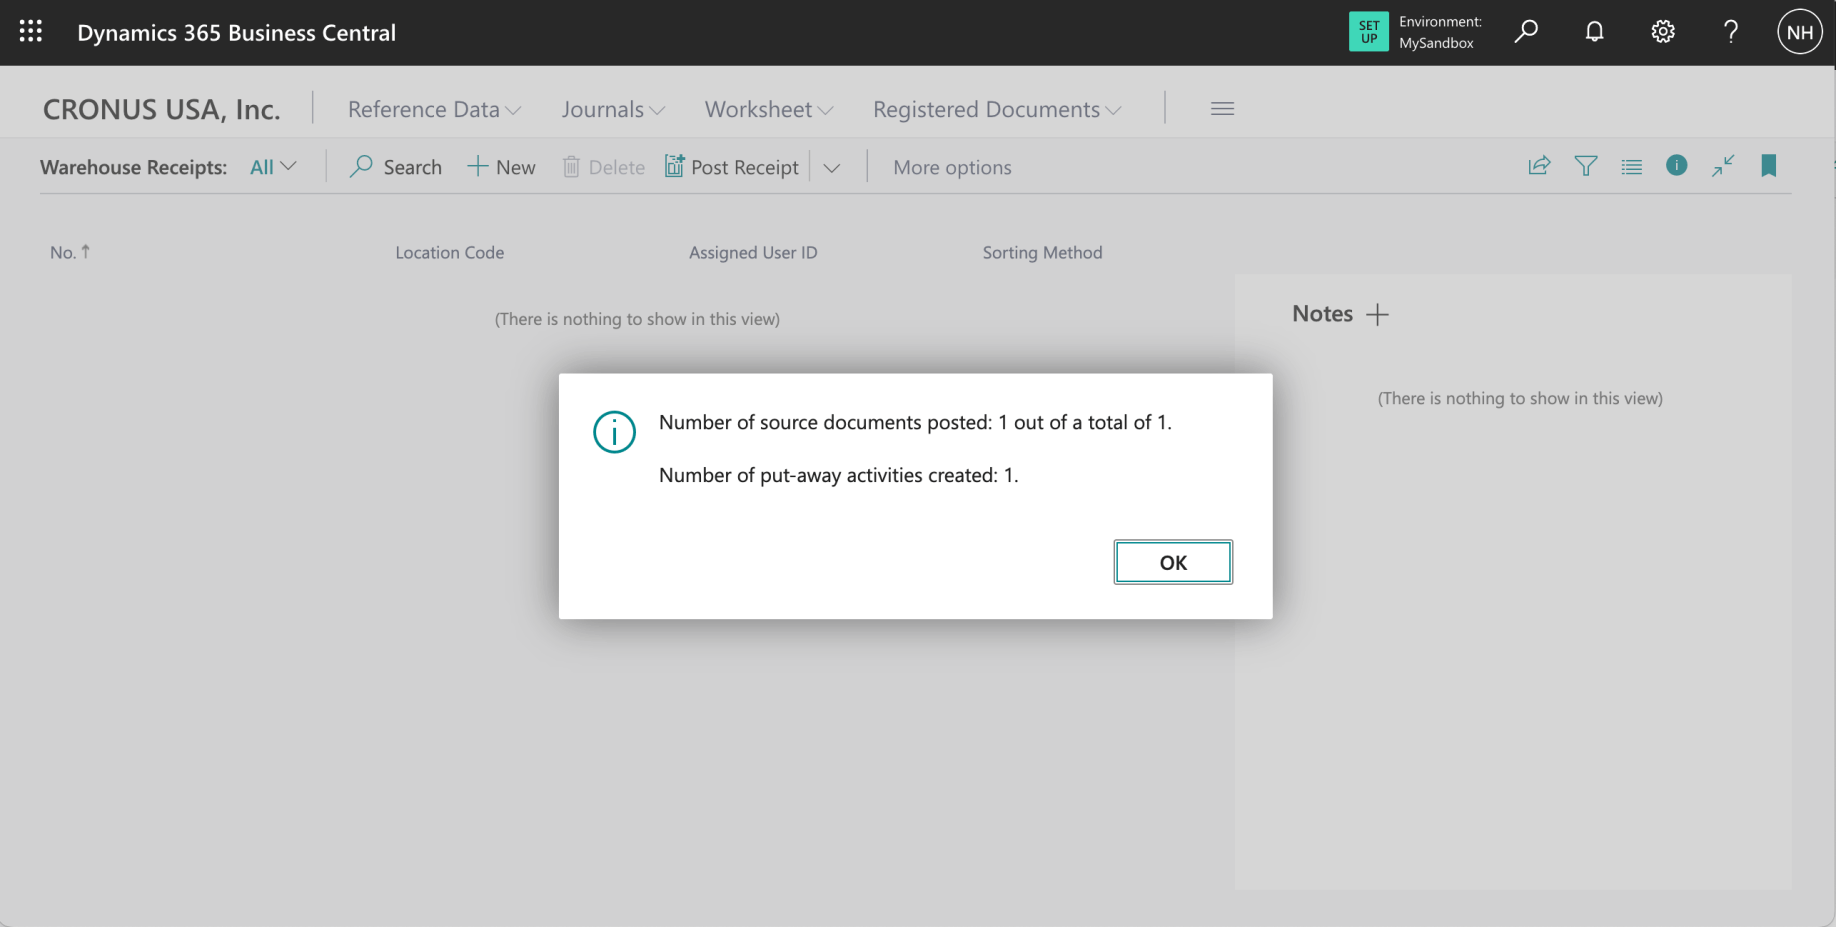 Dynamics 365 Business Central
SET
UP
Environment:
MySandbox
?
NH
CRONUS USA, Inc.
Reference Data
Journals
Worksheet
Registered Documents
Warehouse Receipts:
All
Search
New
Delete
Post Receipt
More options
No. ↑
Location Code
Assigned User ID
Sorting Method
(There is nothing to show in this view)
Notes
(There is nothing to show in this view)
Number of source documents posted: 1 out of a total of 1.
Number of put-away activities created: 1.
OK